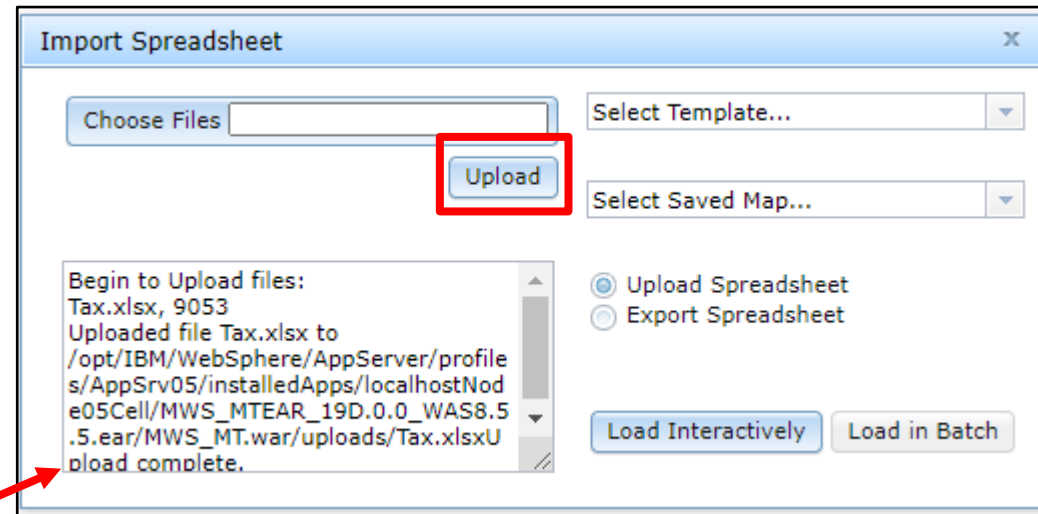 Import Spreadsheet
x
Choose Files
Select Template...
Upload
Select Saved Map...
Begin to Upload files:
Tax.xlsx, 9053
Uploaded file Tax.xlsx to
/opt/IBM/WebSphere/AppServer/profile
s/AppSrv05/installedApps/localhostNod
e05Cell/MWS_MTEAR_19D.0.0_WAS8.5
.5.ear/MWS_MT.war/uploads/Tax.xlsxU
pload complete.
Upload Spreadsheet
Export Spreadsheet
Load Interactively
Load in Batch